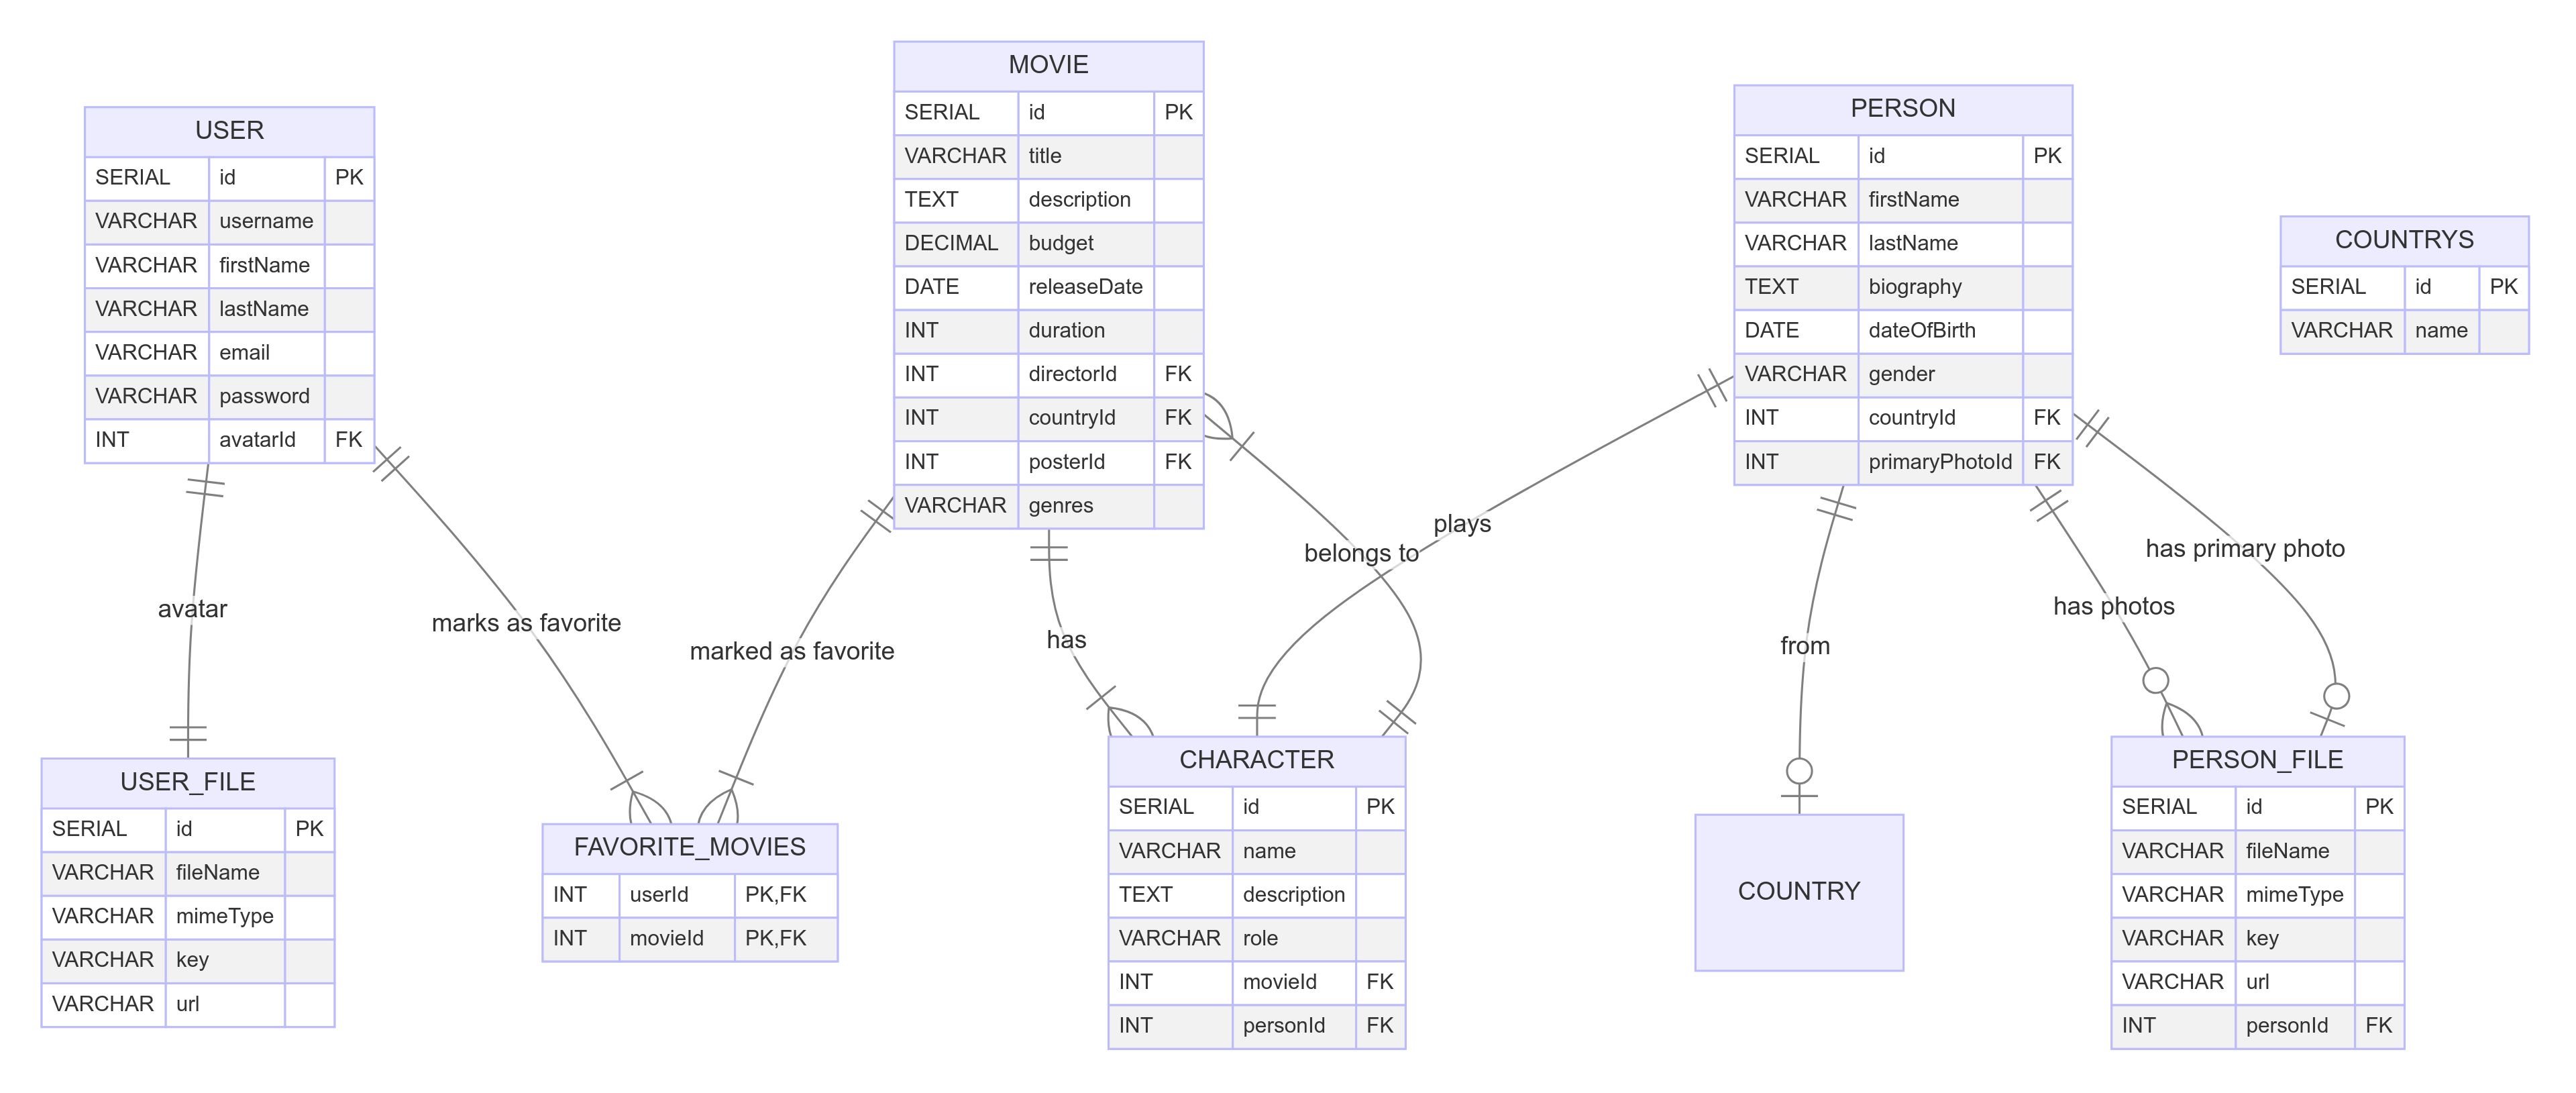 USER
SERIAL id PK
VARCHAR username
VARCHAR firstName
VARCHAR lastName
VARCHAR email
VARCHAR password
INT avatarId FK
MOVIE
SERIAL id PK
VARCHAR title
TEXT description
DECIMAL budget
DATE releaseDate
INT duration
INT directorId FK
INT countryId FK
INT posterId FK
VARCHAR genres
PERSON
SERIAL id PK
VARCHAR firstName
VARCHAR lastName
TEXT biography
DATE dateOfBirth
VARCHAR gender
INT countryId FK
INT primaryPhotoId FK
COUNTRYS
SERIAL id PK
VARCHAR name
avatar
marks as favorite
marked as favorite
has
belongs to
plays
from
has photos
has primary photo
USER_FILE
SERIAL id PK
VARCHAR fileName
VARCHAR mimeType
VARCHAR key
VARCHAR url
FAVORITE_MOVIES
INT userId PK,FK
INT movieId PK,FK
CHARACTER
SERIAL id PK
VARCHAR name
TEXT description
VARCHAR role
INT movieId FK
INT personId FK
COUNTRY
PERSON_FILE
SERIAL id PK
VARCHAR fileName
VARCHAR mimeType
VARCHAR key
VARCHAR url
INT personId FK